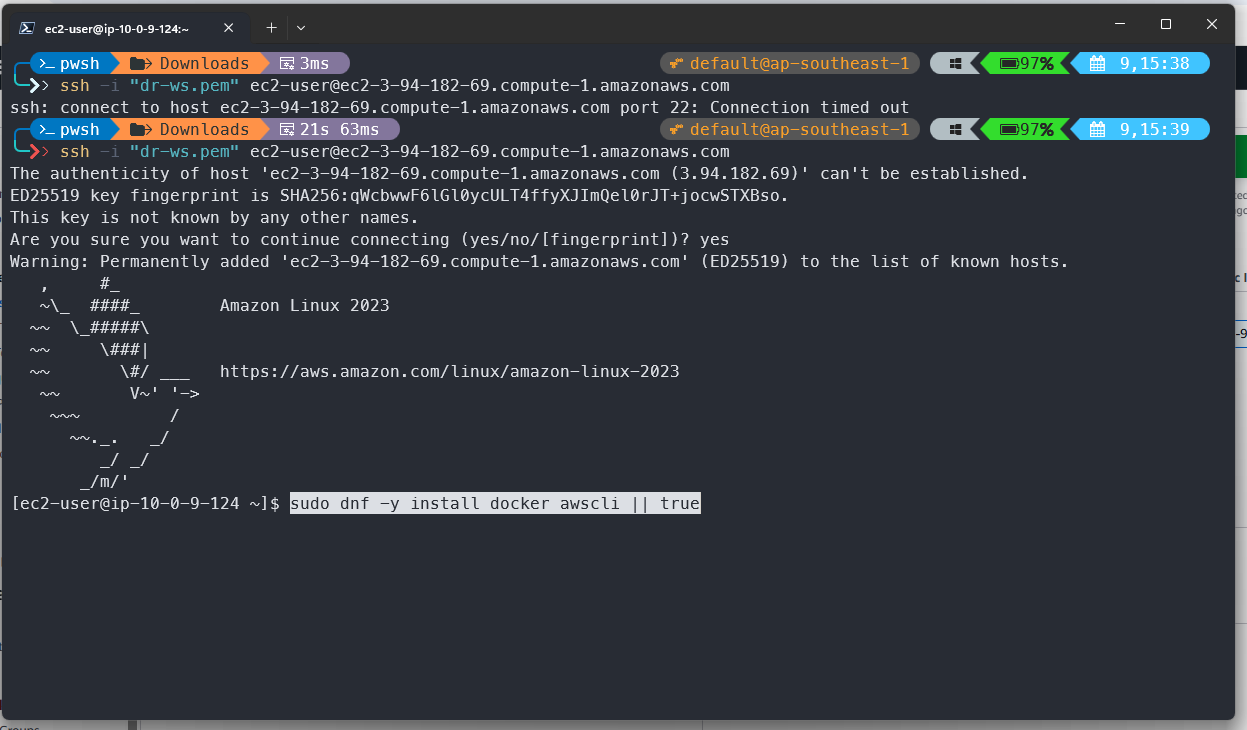 ec2-user@ip-10-0-9-124:~
pwsh Downloads 3ms default@ap-southeast-1 97% 9,15:38
ssh -i "dr-ws.pem" ec2-user@ec2-3-94-182-69.compute-1.amazonaws.com
ssh: connect to host ec2-3-94-182-69.compute-1.amazonaws.com port 22: Connection timed out
pwsh Downloads 21s 63ms default@ap-southeast-1 97% 9,15:39
ssh -i "dr-ws.pem" ec2-user@ec2-3-94-182-69.compute-1.amazonaws.com
The authenticity of host 'ec2-3-94-182-69.compute-1.amazonaws.com (3.94.182.69)' can't be established.
ED25519 key fingerprint is SHA256:qWcbwwF6lGl0ycULT4ffyXJImQel0rJT+jocwSTXBso.
This key is not known by any other names.
Are you sure you want to continue connecting (yes/no/[fingerprint])? yes
Warning: Permanently added 'ec2-3-94-182-69.compute-1.amazonaws.com' (ED25519) to the list of known hosts.
   ,     #_
   ~\_  ####_        Amazon Linux 2023
  ~~  \_#####\
  ~~     \###|
  ~~       \#/ ___   https://aws.amazon.com/linux/amazon-linux-2023
   ~~       V~' '->
    ~~~         /
      ~~._.   _/
         _/ _/
       _/m/'
[ec2-user@ip-10-0-9-124 ~]$ sudo dnf -y install docker awscli || true